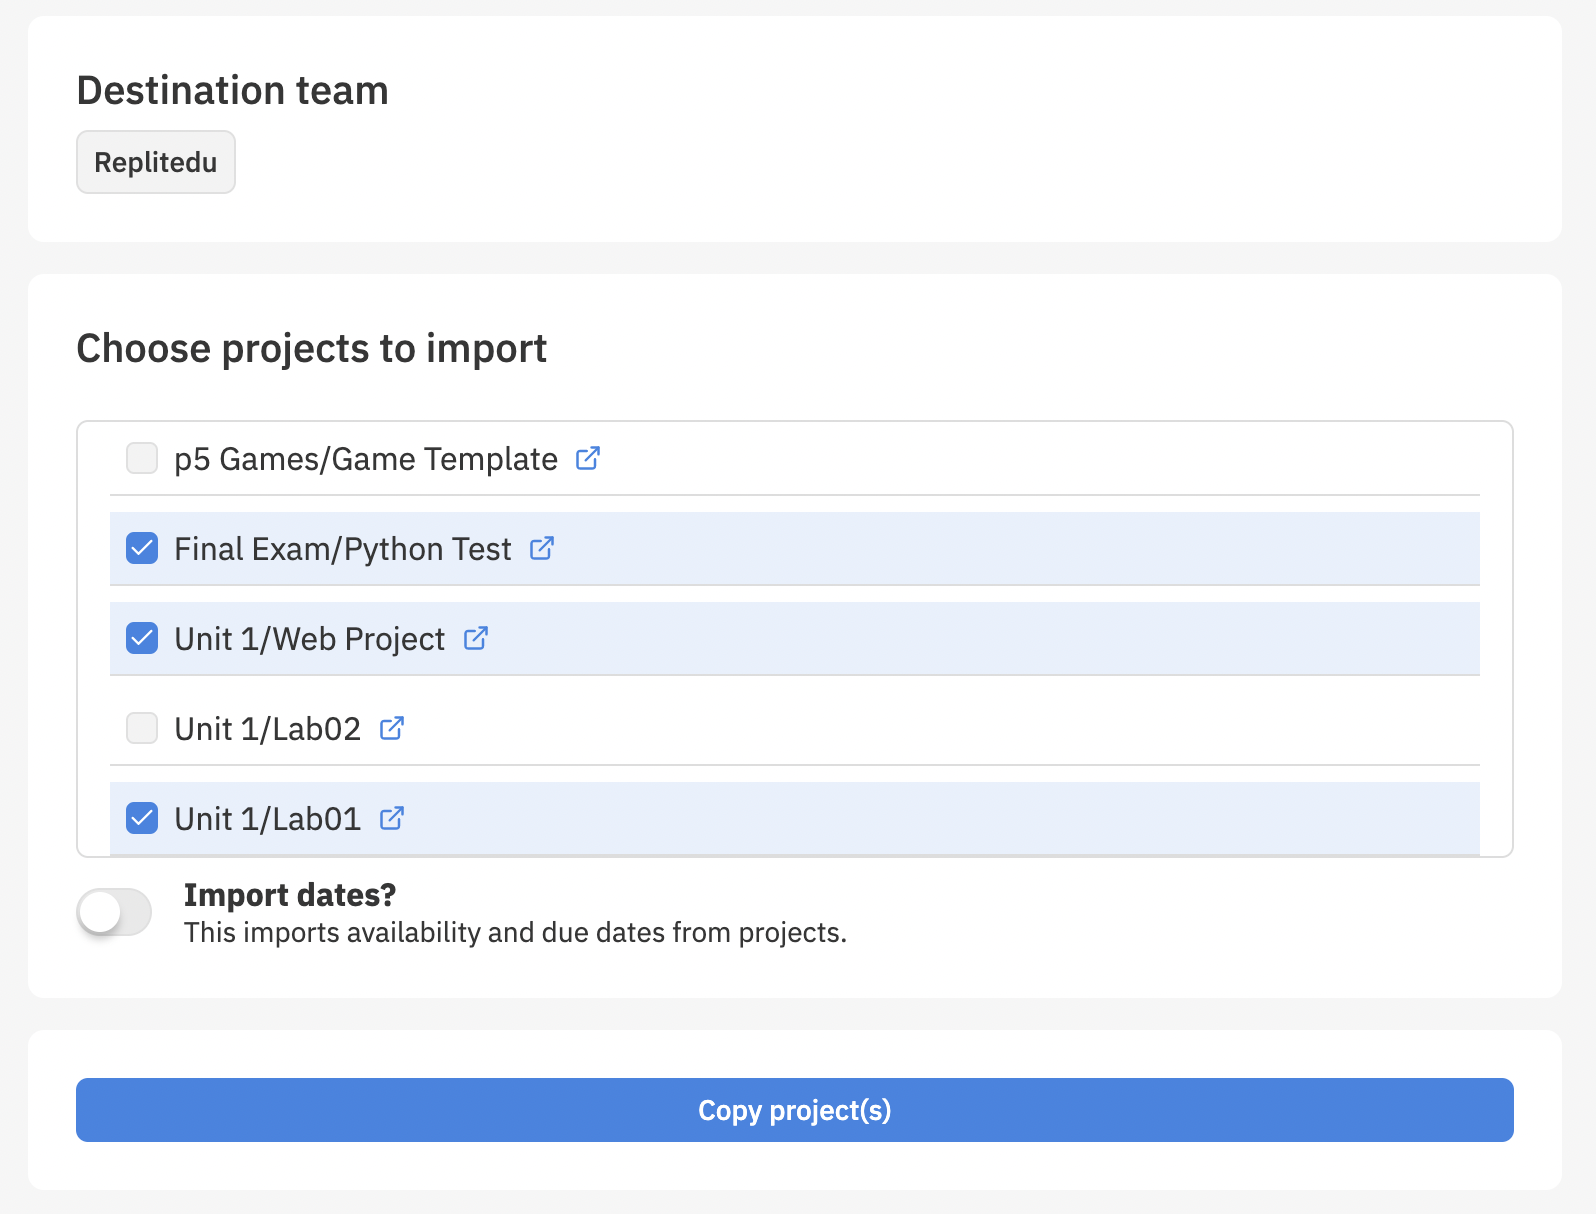 Destination team
Replitedu
Choose projects to import
p5 Games/Game Template
Final Exam/Python Test
Unit 1/Web Project
Unit 1/Lab02
Unit 1/Lab01
Import dates?
This imports availability and due dates from projects.
Copy project(s)